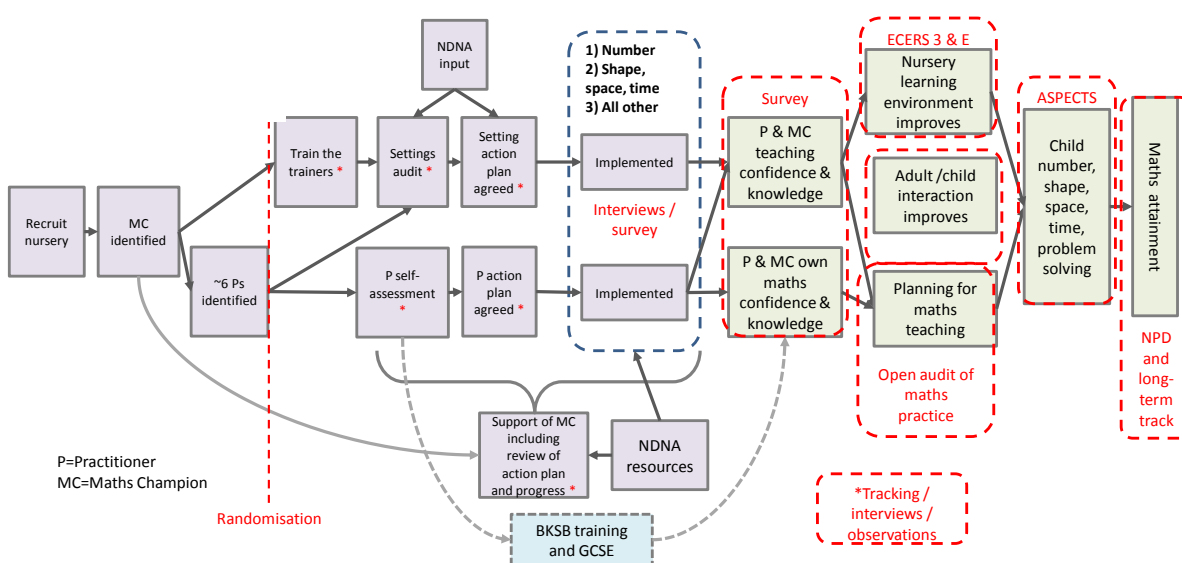 NDNA
input
1) Number
2) Shape,
space, time
3) All other
ECERS 3 & E
Nursery
learning
environment
improves
Survey
ASPECTS
Train the
trainers *
Settings
audit *
Setting
action
plan
agreed *
Implemented
P & MC
teaching
confidence &
knowledge
Child
number,
shape,
space,
time,
problem
solving
Maths attainment
Adult /child
interaction
improves
Interviews /
survey
Recruit
nursery
MC
identified
~6 Ps
identified
P self-
assessment
*
P action
plan
agreed *
Implemented
P & MC own
maths
confidence &
knowledge
Planning for
maths
teaching
Open audit of
maths
practice
NPD
and
long-
term
track
Support of MC
including
review of
action plan
and progress *
NDNA
resources
P=Practitioner
MC=Maths Champion
Randomisation
BKSB training
and GCSE
*Tracking /
interviews /
observations